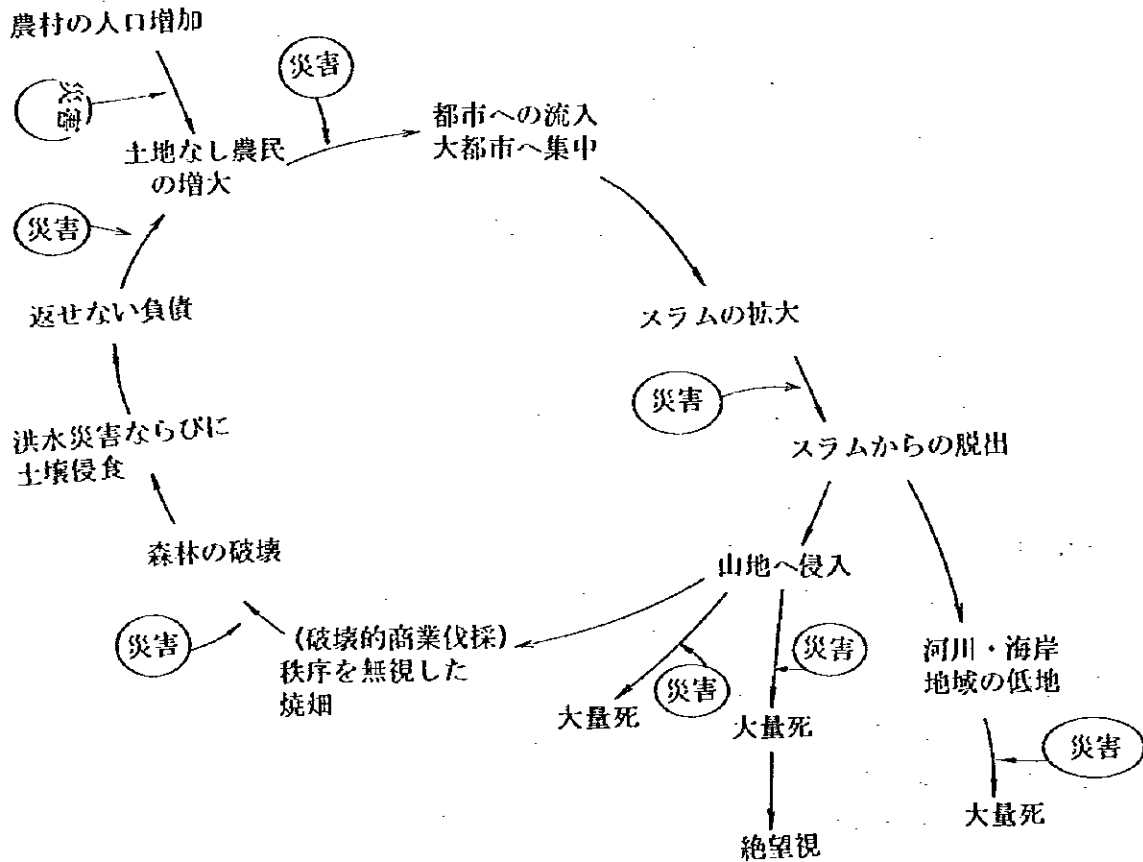 農村の人口増加
災害
災害
都市への流入
大都市へ集中
土地なし農民
の増大
災害
返せない負債
スラムの拡大
災害
洪水災害ならびに
土壌侵食
スラムからの脱出
森林の破壊
山地へ侵入
災害
(破壊的商業伐採)
秩序を無視した
焼畑
災害
災害
河川・海岸
地域の低地
大量死
大量死
災害
大量死
絶望視